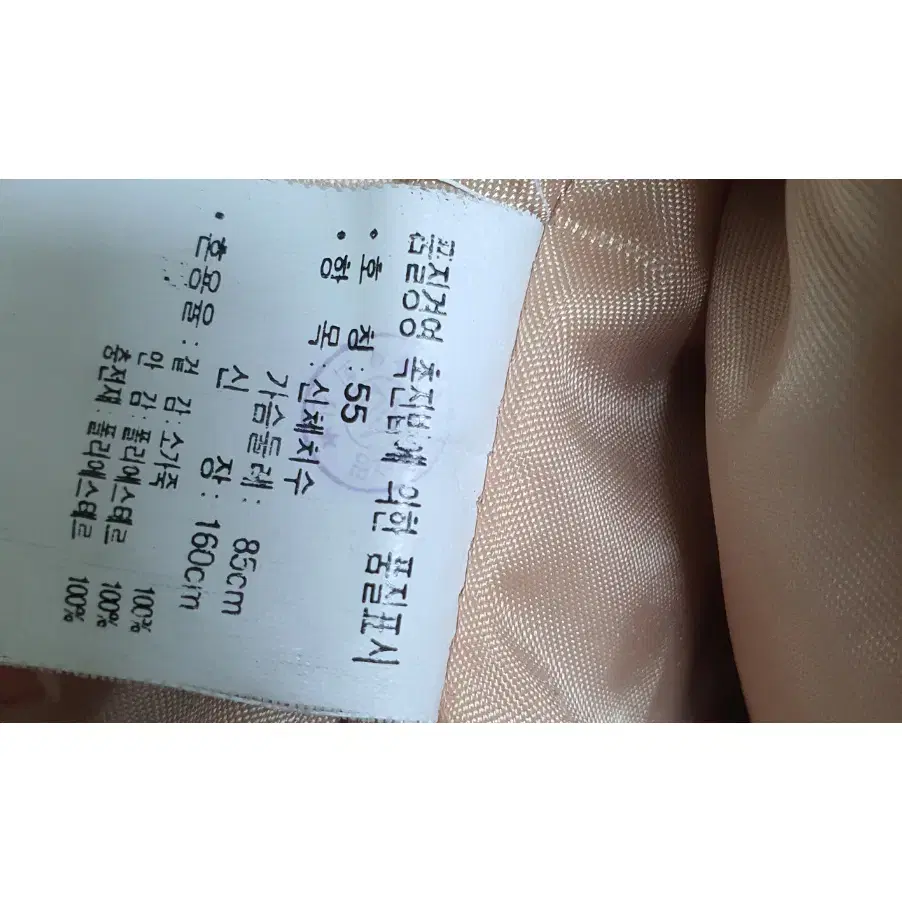 품질경영 촉진법에 의한 품질표시
• 호 칭 : 55
• 항 목 : 신체치수
가슴둘레 : 85cm
신 장 : 160cm
• 혼용율 : 겉 감 : 소가죽 100%
안 감 : 폴리에스테르 100%
충전재 : 폴리에스테르 100%